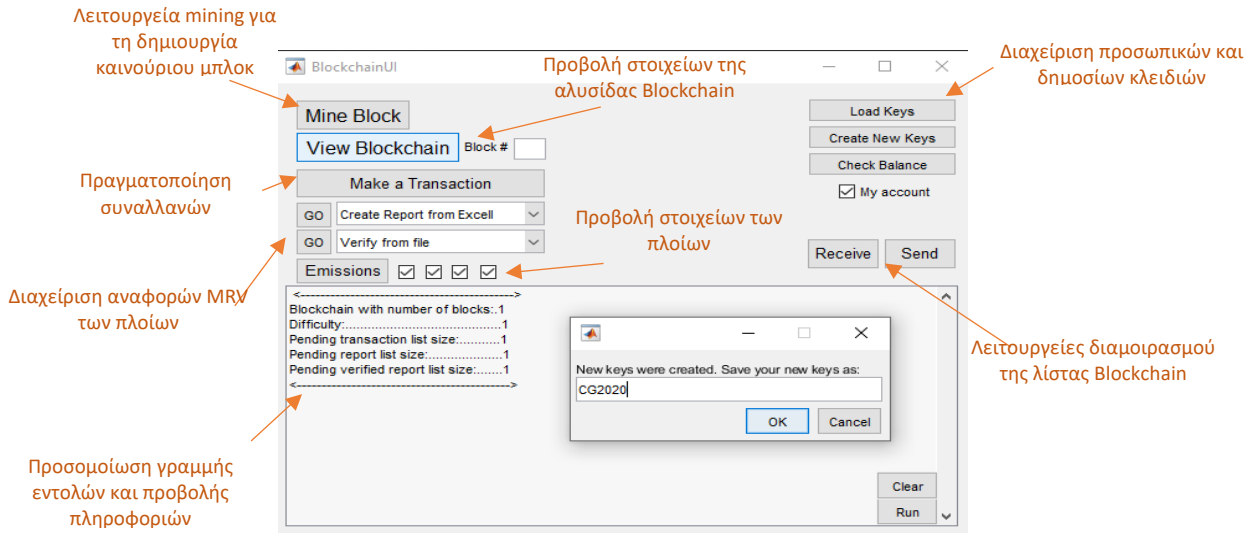 Λειτουργεία mining για
τη δημιουργία
καινούριου μπλοκ
BlockchainUI
Προβολή στοιχείων της
αλυσίδας Blockchain
Διαχείριση προσωπικών και
δημοσίων κλειδιών
Mine Block
View Blockchain Block #
Load Keys
Create New Keys
Check Balance
My account
Πραγματοποίηση
συναλλανών
Make a Transaction
GO Create Report from Excell
GO Verify from file
Emissions
Προβολή στοιχείων των
πλοίων
Receive Send
Διαχείριση αναφορών MRV
των πλοίων
<-------------------------------------------->
Blockchain with number of blocks:.1
Difficulty:.......................................1
Pending transaction list size:..........1
Pending report list size:...................1
Pending verified report list size:.......1
<-------------------------------------------->
New keys were created. Save your new keys as:
CG2020
OK Cancel
Λειτουργείες διαμοιρασμού
της λίστας Blockchain
Προσομοίωση γραμμής
εντολών και προβολής
πληροφοριών
Clear
Run